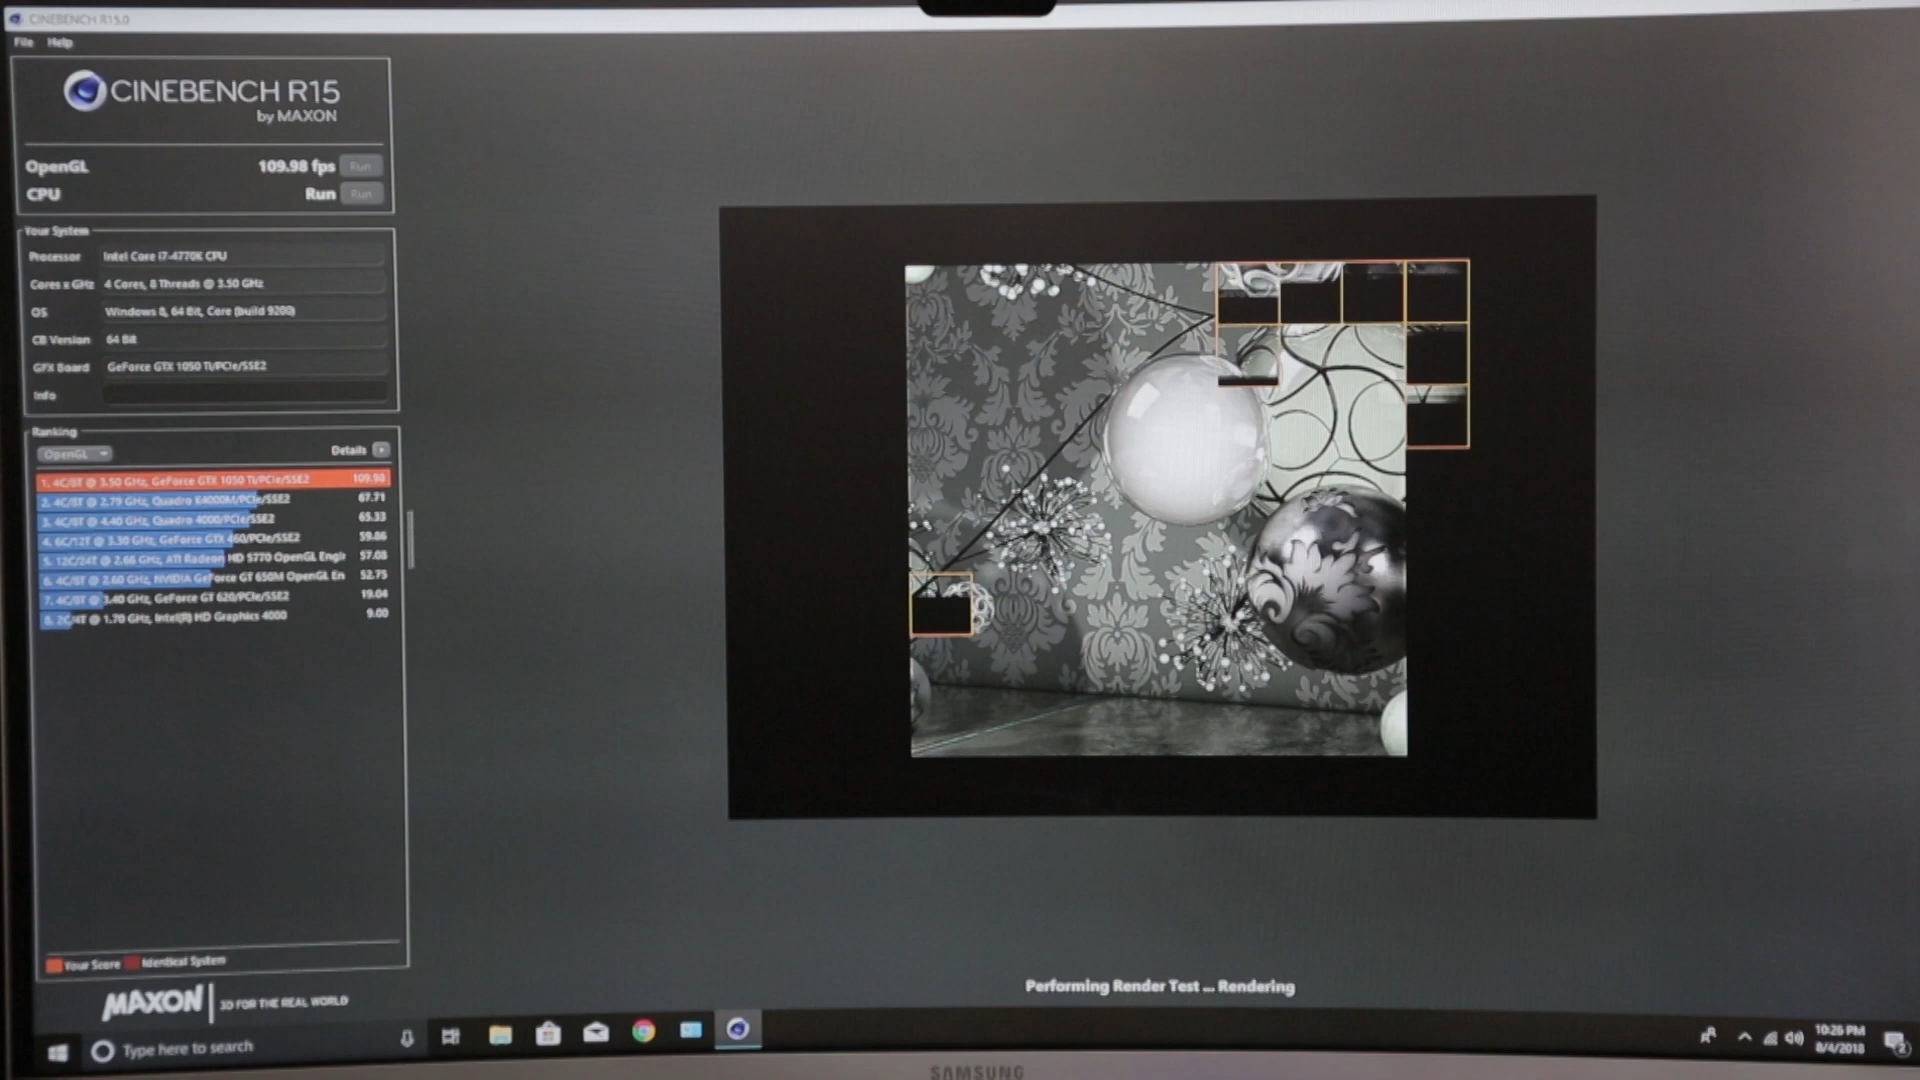 CINEBENCH R15.0
File Help
CINEBENCH R15
by MAXON
OpenGL 109.98 fps Run
CPU Run Run
Your System
Processor Intel Core i7-4770K CPU
Cores x GHz 4 Cores, 8 Threads @ 3.50 GHz
OS Windows 8, 64 Bit, Core (build 9200)
CB Version 64 Bit
GFX Board GeForce GTX 1050 Ti/PCIe/SSE2
Info
Ranking
OpenGL Details
1. 4C/8T @ 3.50 GHz, GeForce GTX 1050 Ti/PCIe/SSE2 109.98
2. 4C/8T @ 2.79 GHz, Quadro K4000M/PCIe/SSE2 67.71
3. 4C/8T @ 4.40 GHz, Quadro 4000/PCIe/SSE2 65.33
4. 6C/12T @ 3.30 GHz, GeForce GTX 460/PCIe/SSE2 59.86
5. 12C/24T @ 2.66 GHz, ATI Radeon HD 5770 OpenGL Engin 57.08
6. 4C/8T @ 2.60 GHz, NVIDIA GeForce GT 650M OpenGL En 52.75
7. 4C/8T @ 3.40 GHz, GeForce GT 620/PCIe/SSE2 19.04
8. 2C/4T @ 1.70 GHz, Intel(R) HD Graphics 4000 9.00
Your Score Identical System
MAXON 3D FOR THE REAL WORLD
Performing Render Test ... Rendering
Type here to search
10:26 PM
8/4/2018
2
SAMSUNG